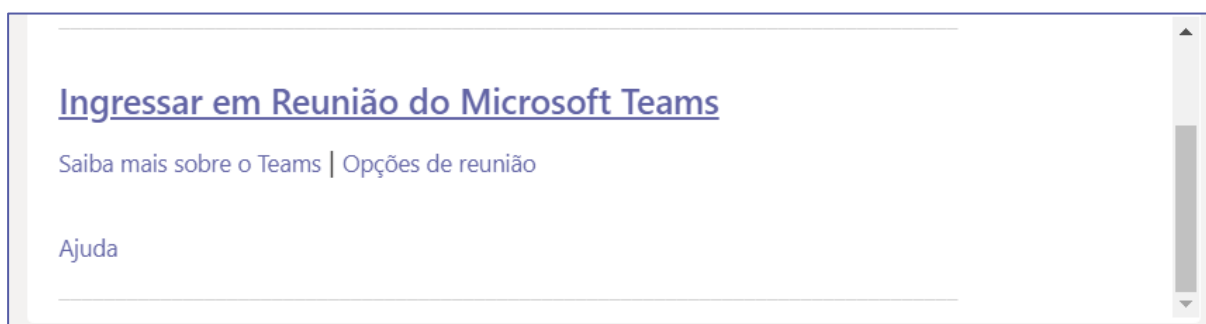 Ingressar em Reunião do Microsoft Teams
Saiba mais sobre o Teams | Opções de reunião
Ajuda